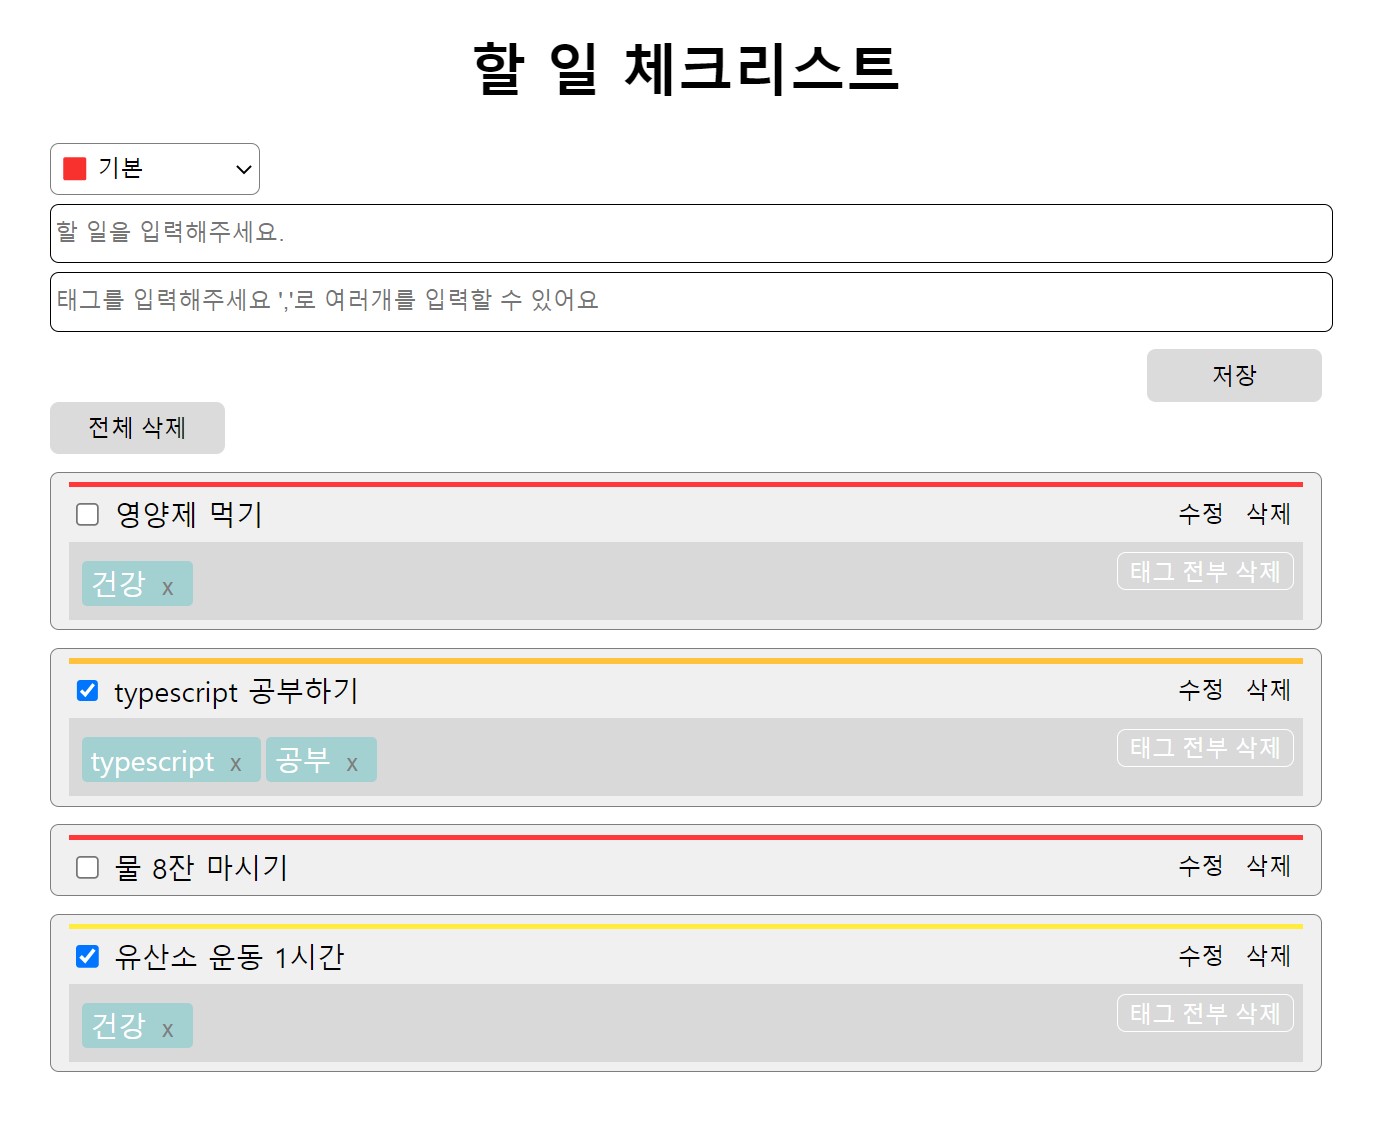 할 일 체크리스트
기본
할 일을 입력해주세요.
태그를 입력해주세요 ','로 여러개를 입력할 수 있어요
저장
전체 삭제
영양제 먹기 수정 삭제
건강 x 태그 전부 삭제
typescript 공부하기 수정 삭제
typescript x 공부 x 태그 전부 삭제
물 8잔 마시기 수정 삭제
유산소 운동 1시간 수정 삭제
건강 x 태그 전부 삭제